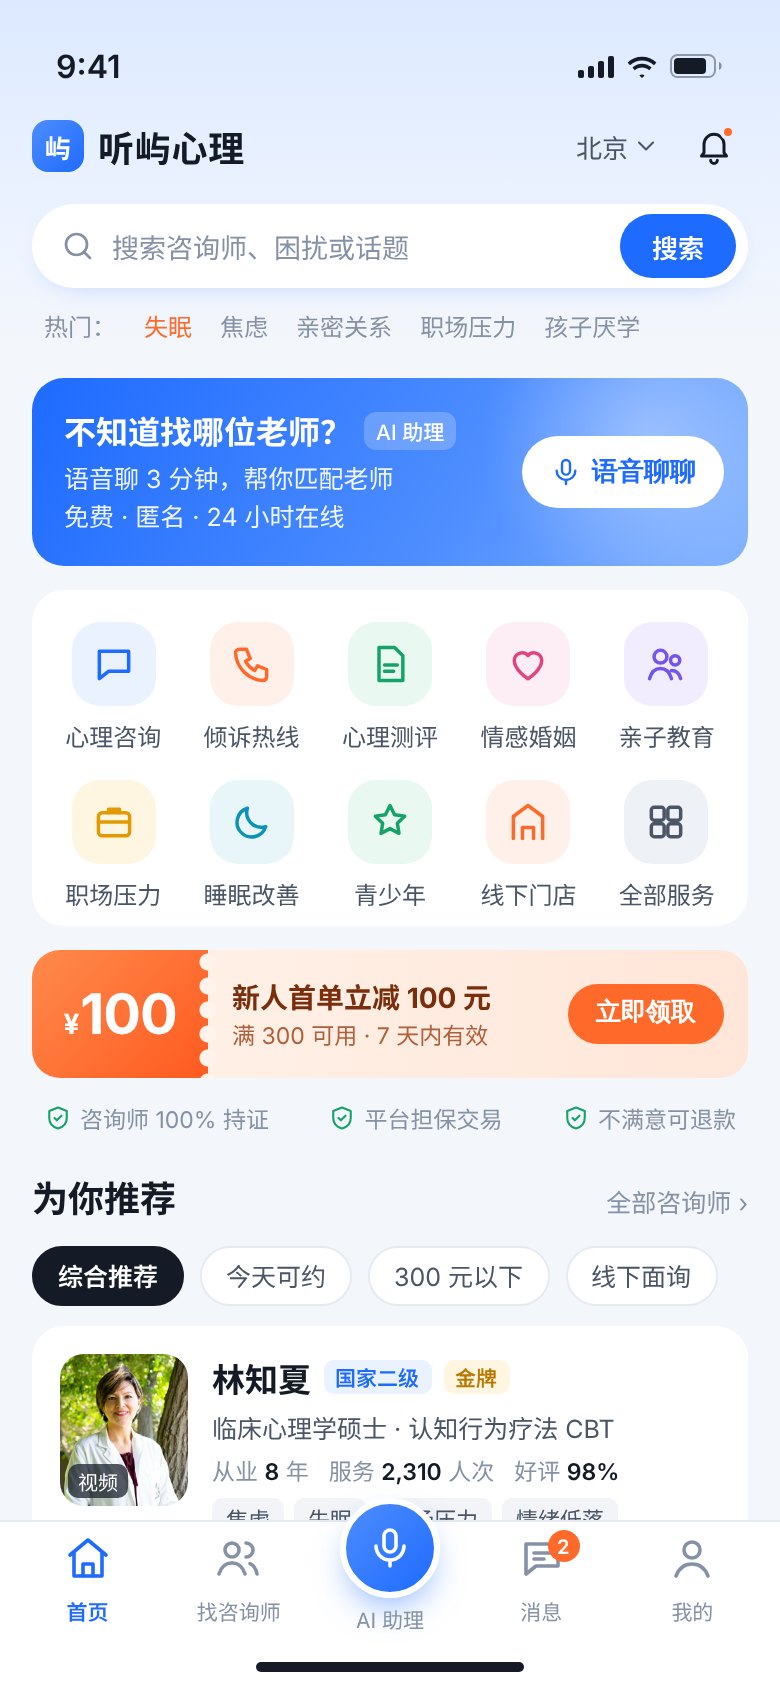 9:41
屿 听屿心理
北京
搜索咨询师、困扰或话题
搜索
热门： 失眠 焦虑 亲密关系 职场压力 孩子厌学
不知道找哪位老师？ AI 助理
语音聊 3 分钟，帮你匹配老师
免费 · 匿名 · 24 小时在线
语音聊聊
心理咨询 倾诉热线 心理测评 情感婚姻 亲子教育
职场压力 睡眠改善 青少年 线下门店 全部服务
¥100
新人首单立减 100 元
满 300 可用 · 7 天内有效
立即领取
咨询师 100% 持证 平台担保交易 不满意可退款
为你推荐
全部咨询师 ›
综合推荐 今天可约 300 元以下 线下面询
林知夏 国家二级 金牌
临床心理学硕士 · 认知行为疗法 CBT
从业 8 年 服务 2,310 人次 好评 98%
视频
焦虑 失眠 压力 情绪低落
2
首页 找咨询师 AI 助理 消息 我的